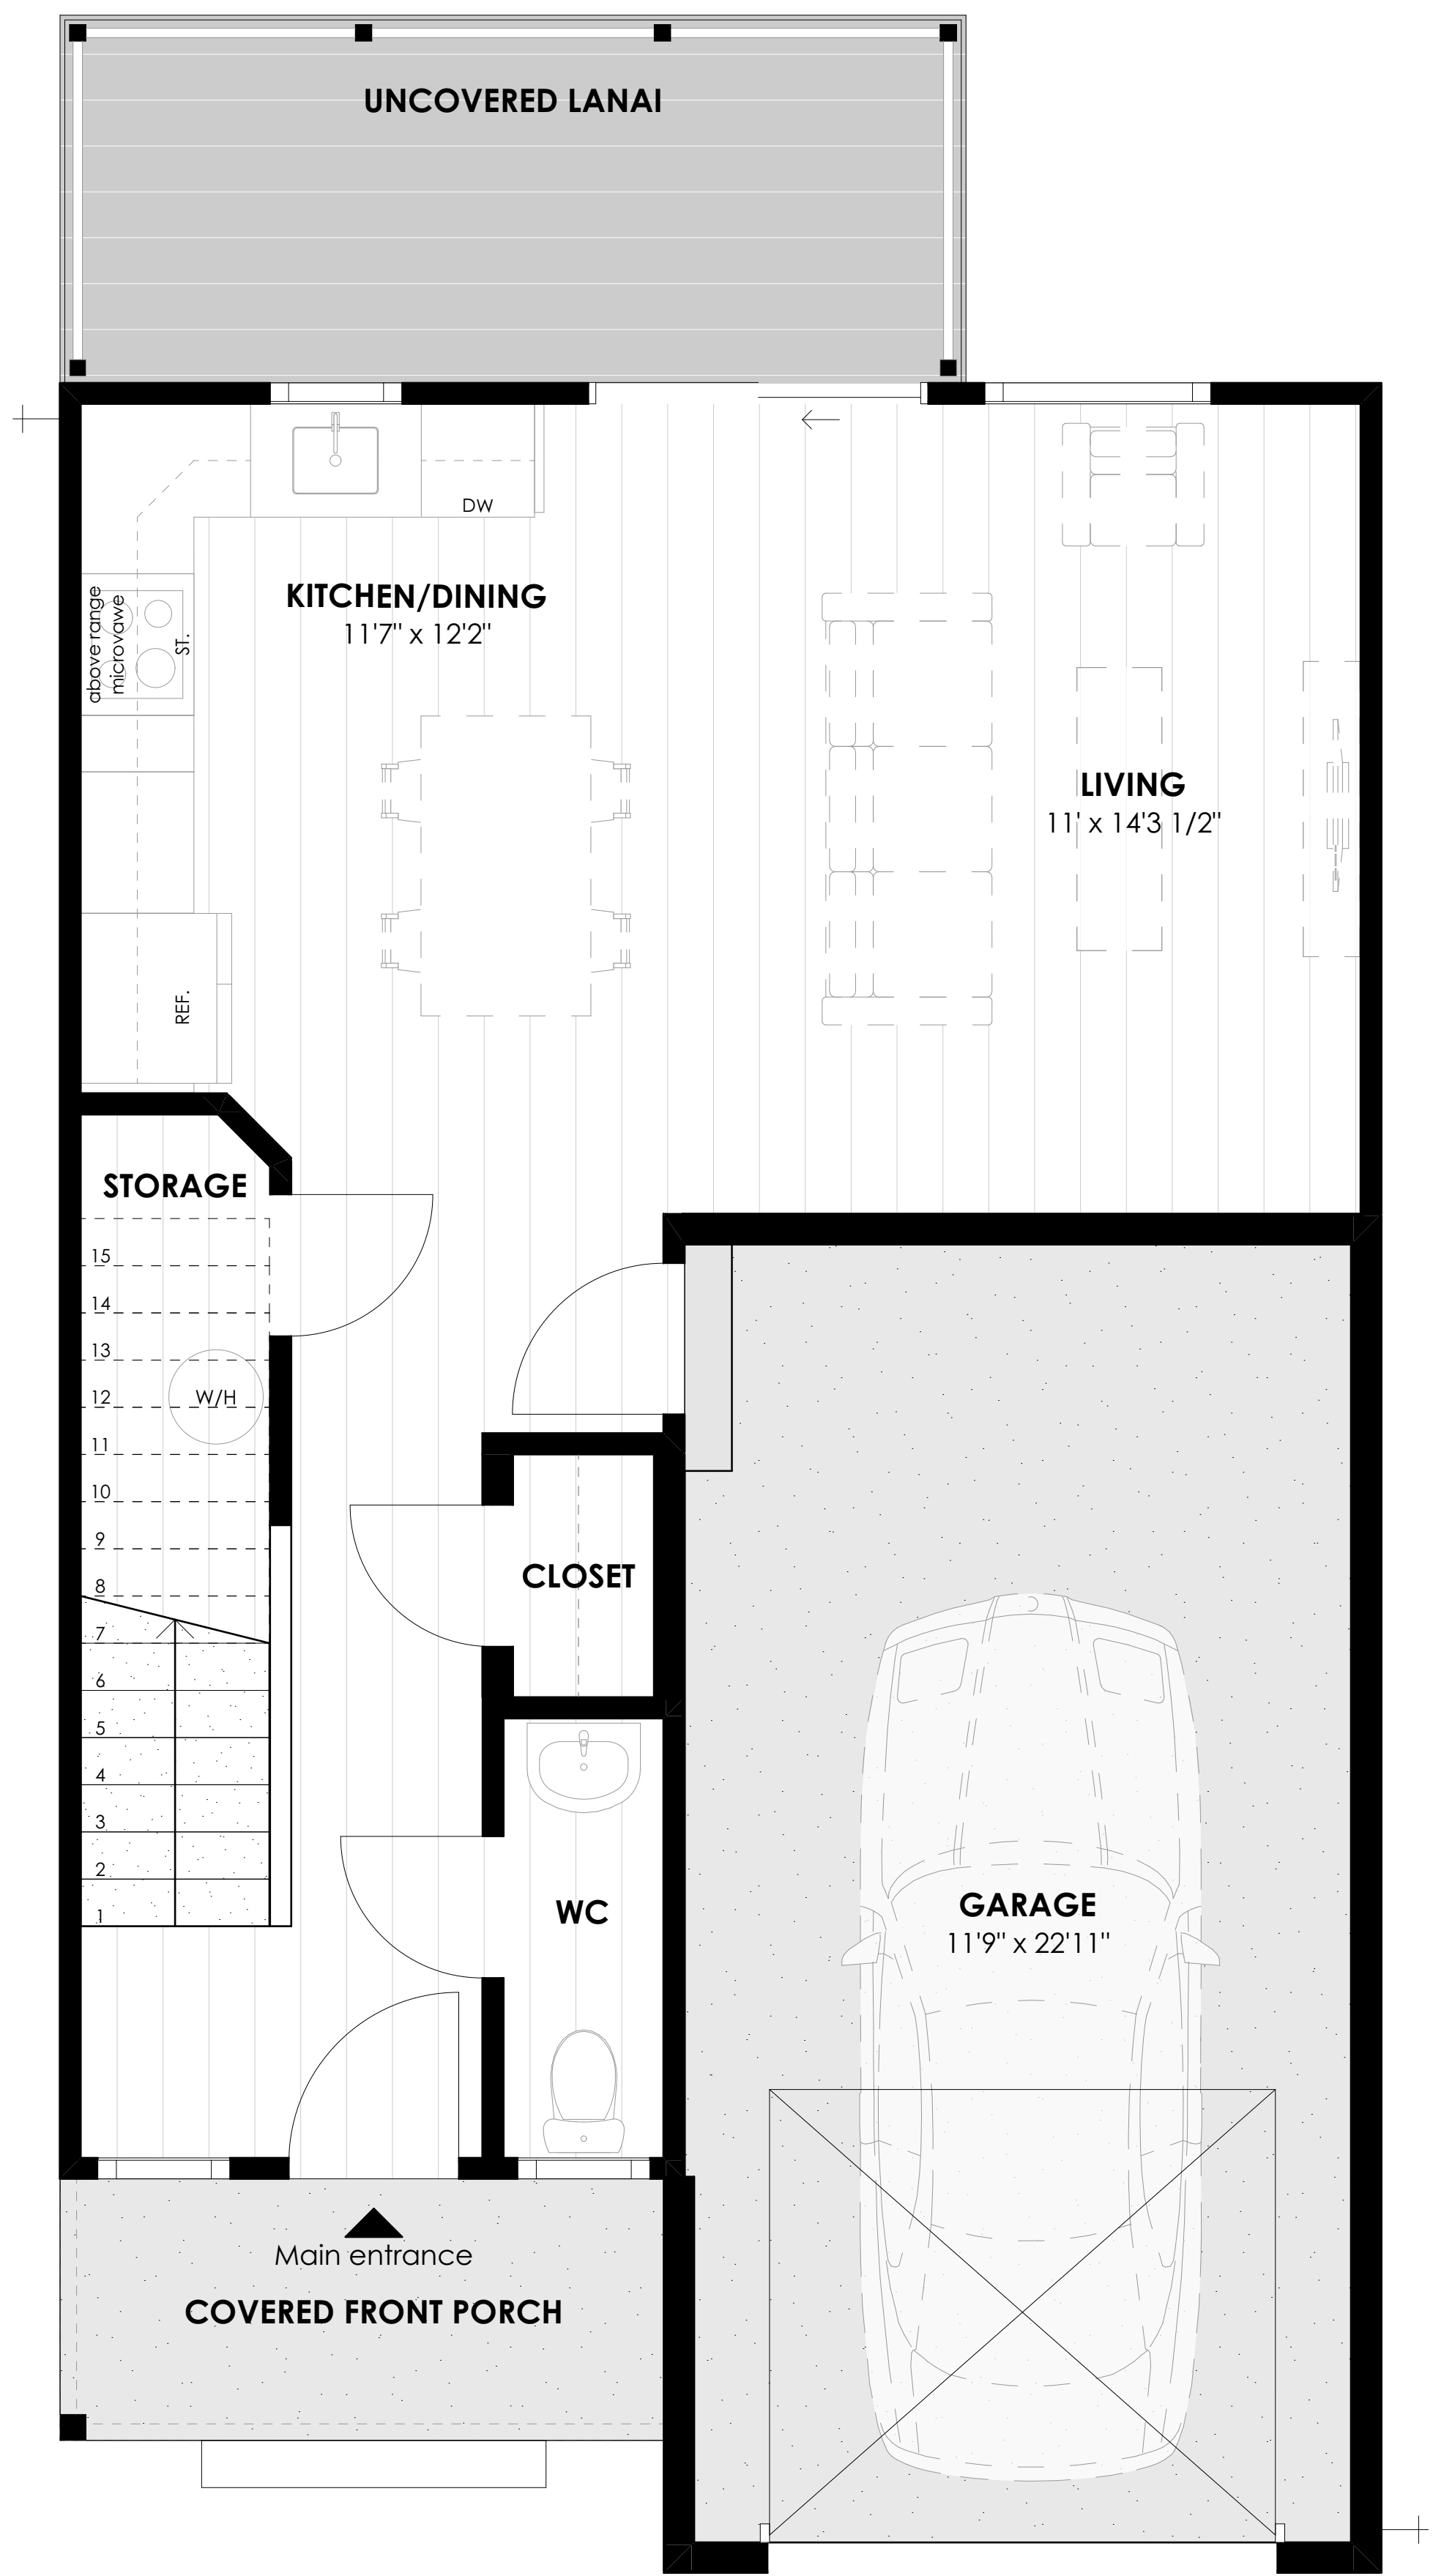 UNCOVERED LANAI
DW
KITCHEN/DINING
11'7" x 12'2"
above range
microvawe
ST.
LIVING
11' x 14'3 1/2"
REF.
STORAGE
15
14
13
12
W/H
11
10
9
8
7
6
5
4
3
2
1
CLOSET
WC
GARAGE
11'9" x 22'11"
Main entrance
COVERED FRONT PORCH